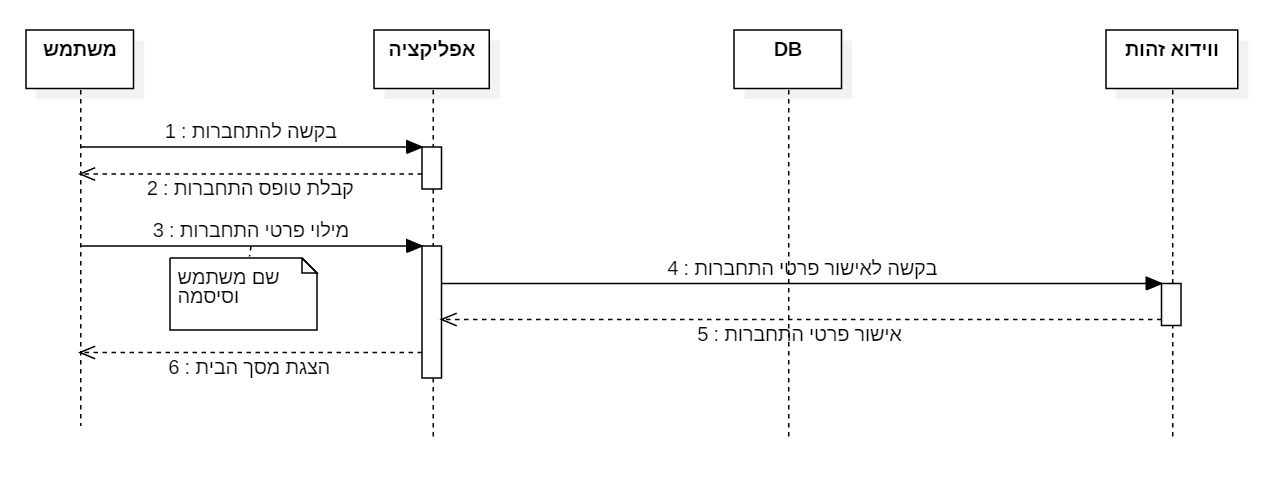 משתמש
אפליקציה
DB
ווידוא זהות
1 : בקשה להתחברות
2 : קבלת טופס התחברות
3 : מילוי פרטי התחברות
שם משתמש
וסיסמה
4 : בקשה לאישור פרטי התחברות
5 : אישור פרטי התחברות
6 : הצגת מסך הבית